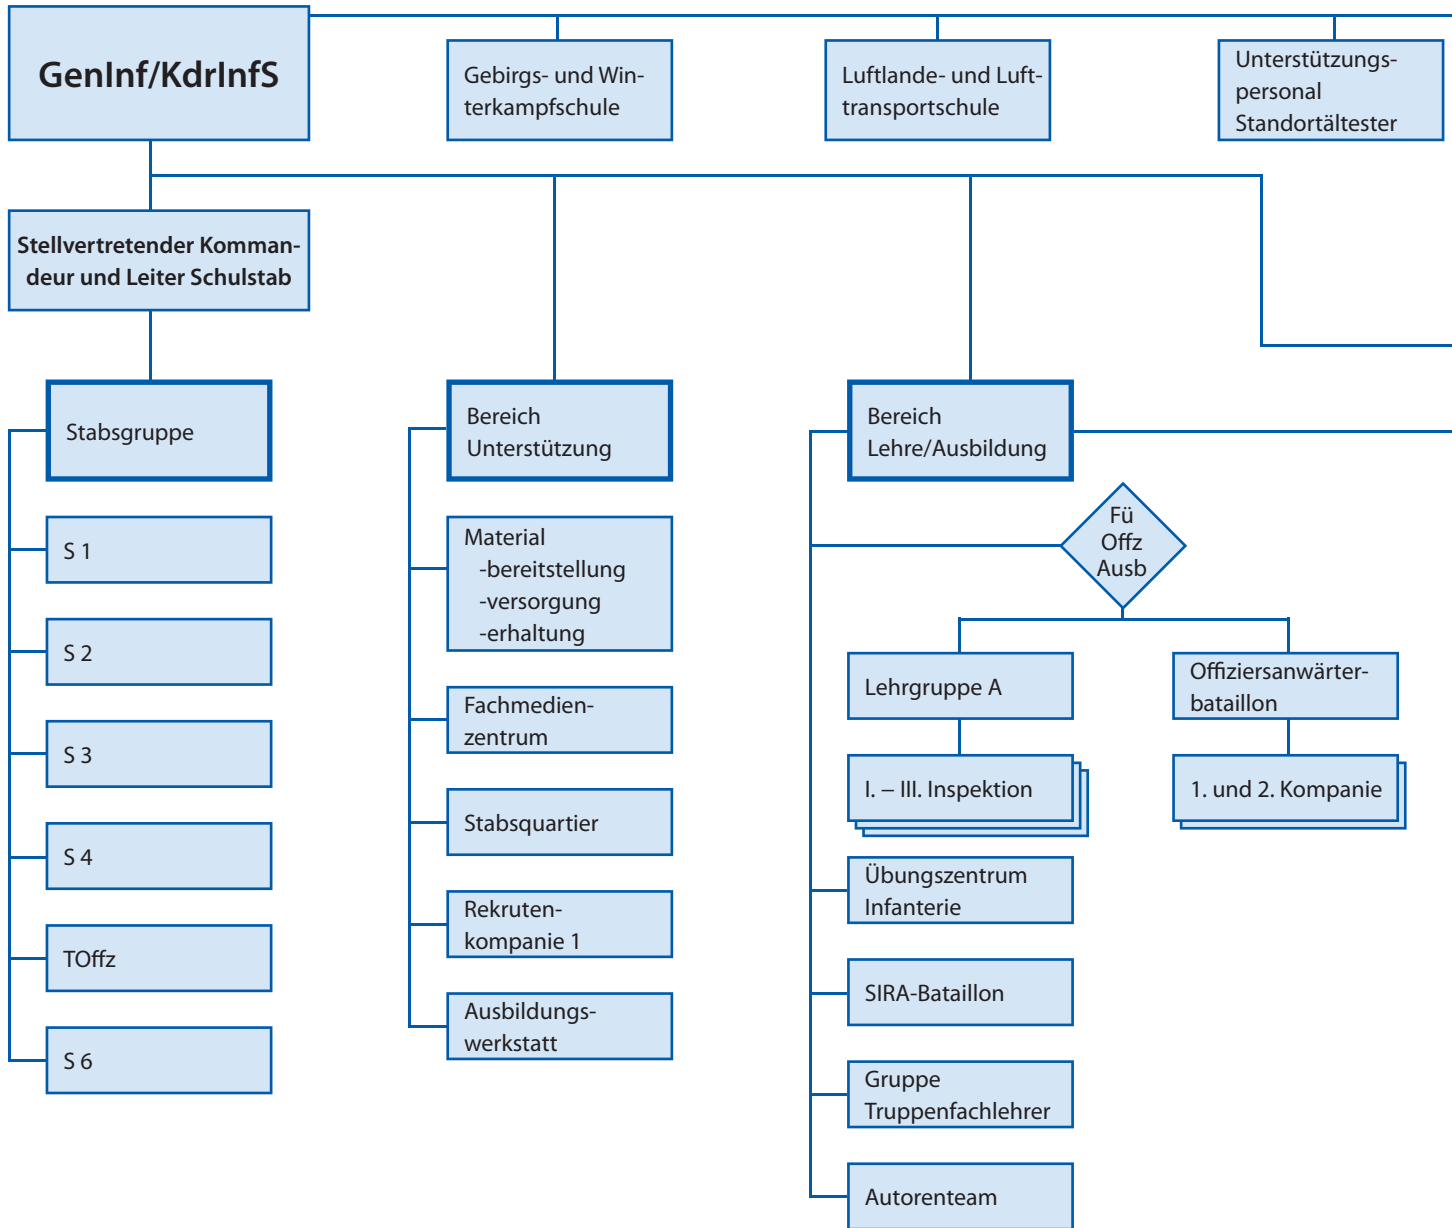 GenInf/KdrInfS
Gebirgs- und Win-
terkampfschule
Luftlande- und Luft-
transportschule
Unterstützungs-
personal
Standortältester
Stellvertretender Komman-
deur und Leiter Schulstab
Stabsgruppe
S 1
S 2
S 3
S 4
TOffz
S 6
Bereich
Unterstützung
Material
-bereitstellung
-versorgung
-erhaltung
Fachmedien-
zentrum
Stabsquartier
Rekruten-
kompanie 1
Ausbildungs-
werkstatt
Bereich
Lehre/Ausbildung
Fü
Offz
Ausb
Lehrgruppe A
I. – III. Inspektion
Offiziersanwärter-
bataillon
1. und 2. Kompanie
Übungszentrum
Infanterie
SIRA-Bataillon
Gruppe
Truppenfachlehrer
Autorenteam